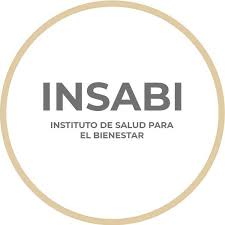 INSABI
INSTITUTO DE SALUD PARA
EL BIENESTAR